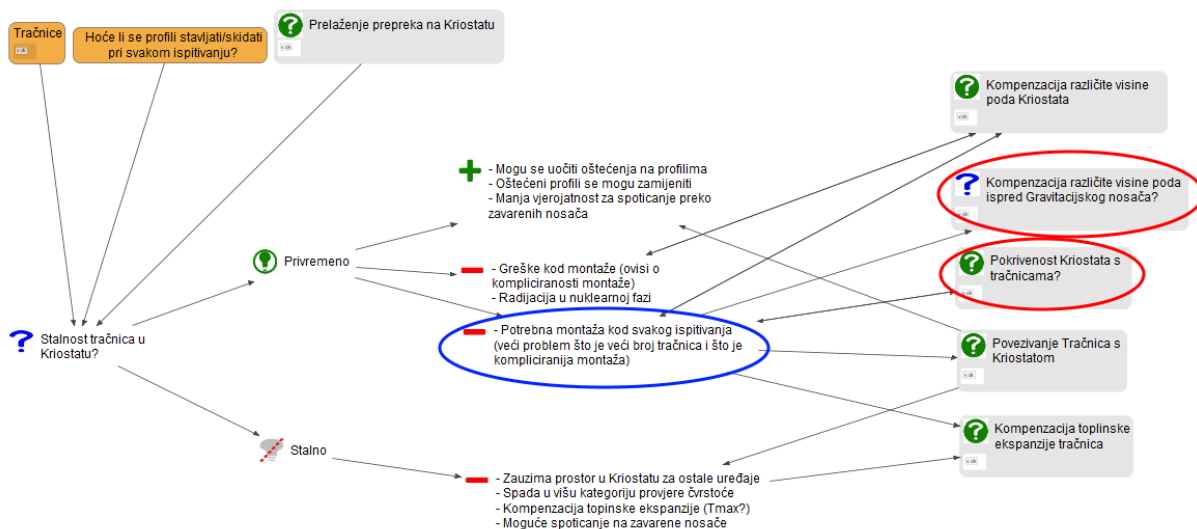 Tračnice
Hoće li se profili stavljati/skidati
pri svakom ispitivanju?
Prelaženje prepreka na Kriostatu
Kompenzacija različite visine
poda Kriostata
- Mogu se uočiti oštećenja na profilima
- Oštećeni profili se mogu zamijeniti
- Manja vjerojatnost za spoticanje preko
zavarenih nosača
Kompenzacija različite visine poda
ispred Gravitacijskog nosača?
Privremeno
- Greške kod montaže (ovisi o
kompliciranosti montaže)
- Radijacija u nuklearnoj fazi
Pokrivenost Kriostata s
tračnicama?
Stalnost tračnica u
Kriostatu?
- Potrebna montaža kod svakog ispitivanja
(veći problem što je veći broj tračnica i što je
kompliciranija montaža)
Povezivanje Tračnica s
Kriostatom
Stalno
Kompenzacija toplinske
ekspanzije tračnica
- Zauzima prostor u Kriostatu za ostale uređaje
- Spada u višu kategoriju provjere čvrstoće
- Kompenzacija topinske ekspanzije (Tmax?)
- Moguće spoticanje na zavarene nosače